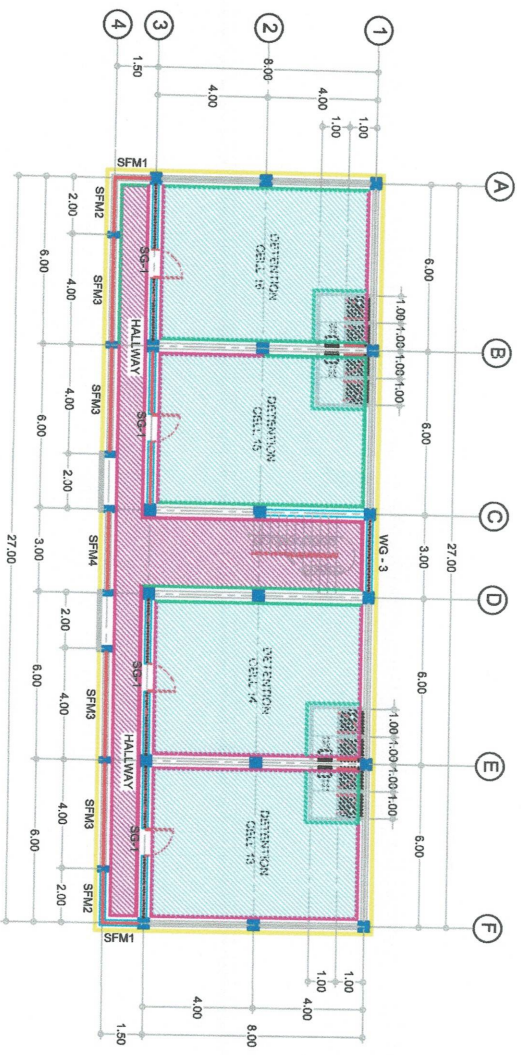 A B C D E F
27.00
6.00 6.00 3.00 6.00 6.00
1.00 1.00 1.00 1.00
1.00 1.00 1.00 1.00
WG - 3
1
1.00
1.00
4.00
8.00
2
4.00
3
1.50
4
1.00
1.00
4.00
8.00
4.00
1.50
DETENTION
CELL 16
DETENTION
CELL 15
DETENTION
CELL 14
DETENTION
CELL 13
SG-1 SG-1 SG-1 SG-1
HALLWAY HALLWAY
SFM1 SFM1
SFM2 SFM3 SFM3 SFM4 SFM3 SFM3 SFM2
2.00 4.00 4.00 2.00 2.00 4.00 4.00 2.00
6.00 6.00 3.00 6.00 6.00
27.00